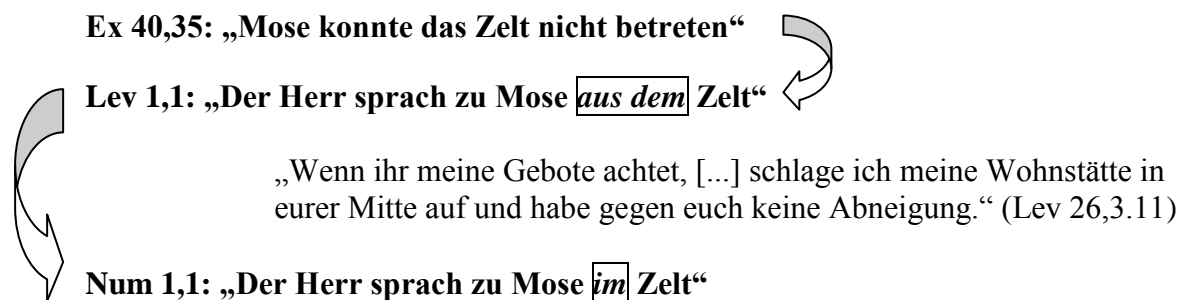 Ex 40,35: „Mose konnte das Zelt nicht betreten“
Lev 1,1: „Der Herr sprach zu Mose aus dem Zelt“
„Wenn ihr meine Gebote achtet, [...] schlage ich meine Wohnstätte in
eurer Mitte auf und habe gegen euch keine Abneigung.“ (Lev 26,3.11)
Num 1,1: „Der Herr sprach zu Mose im Zelt“